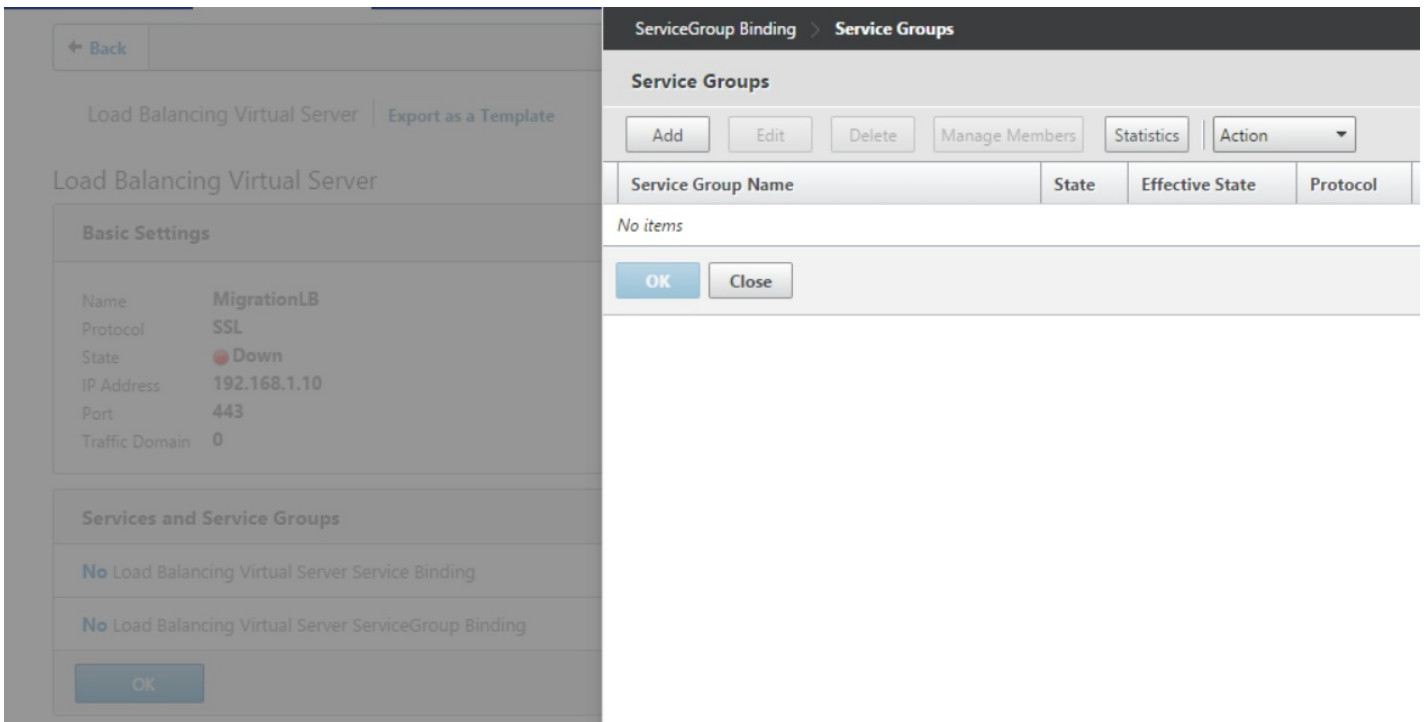 ← Back
Load Balancing Virtual Server | Export as a Template
Load Balancing Virtual Server
Basic Settings
Name MigrationLB
Protocol SSL
State Down
IP Address 192.168.1.10
Port 443
Traffic Domain 0
Services and Service Groups
No Load Balancing Virtual Server Service Binding
No Load Balancing Virtual Server ServiceGroup Binding
OK
ServiceGroup Binding > Service Groups
Service Groups
Add Edit Delete Manage Members Statistics Action
Service Group Name State Effective State Protocol
No items
OK Close